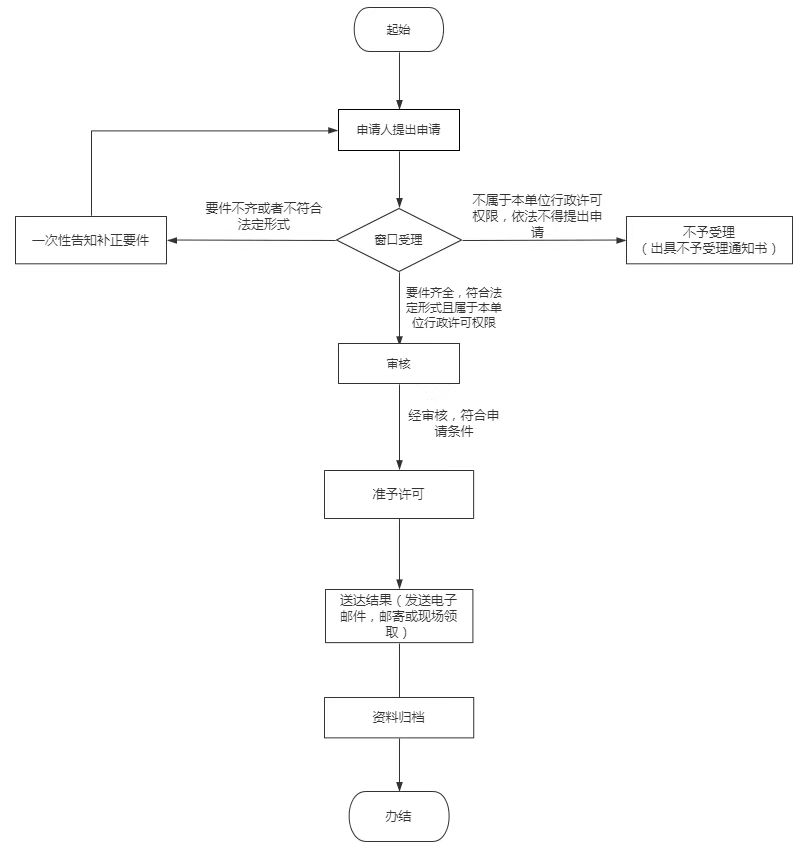 起始
申请人提出申请
要件不齐或者不符合
法定形式
不属于本单位行政许可
权限，依法不得提出申
请
一次性告知补正要件
窗口受理
不予受理
（出具不予受理通知书）
要件齐全，符合法
定形式且属于本单
位行政许可权限
审核
经审核，符合申
请条件
准予许可
送达结果（发送电子
邮件，邮寄或现场领
取）
资料归档
办结